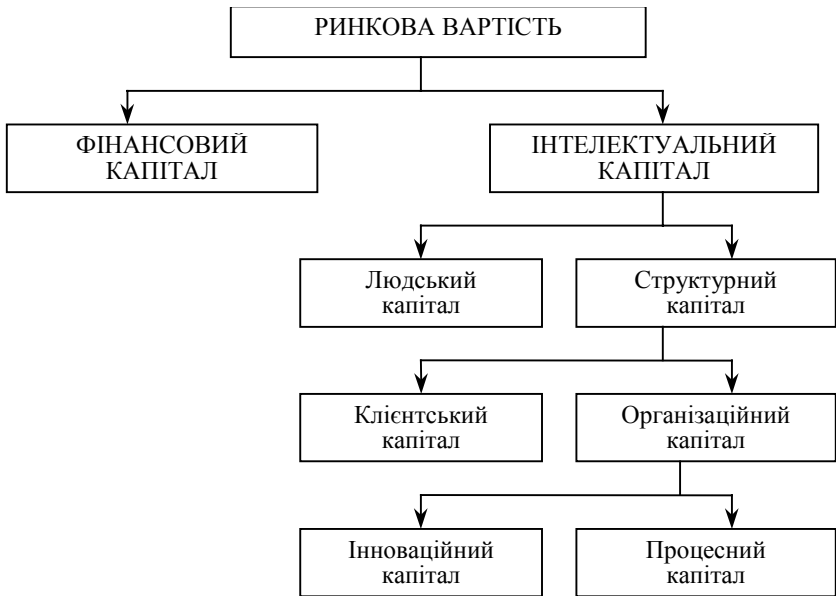 РИНКОВА ВАРТІСТЬ
ФІНАНСОВИЙ
КАПІТАЛ
ІНТЕЛЕКТУАЛЬНИЙ
КАПІТАЛ
Людський
капітал
Структурний
капітал
Клієнтський
капітал
Організаційний
капітал
Інноваційний
капітал
Процесний
капітал